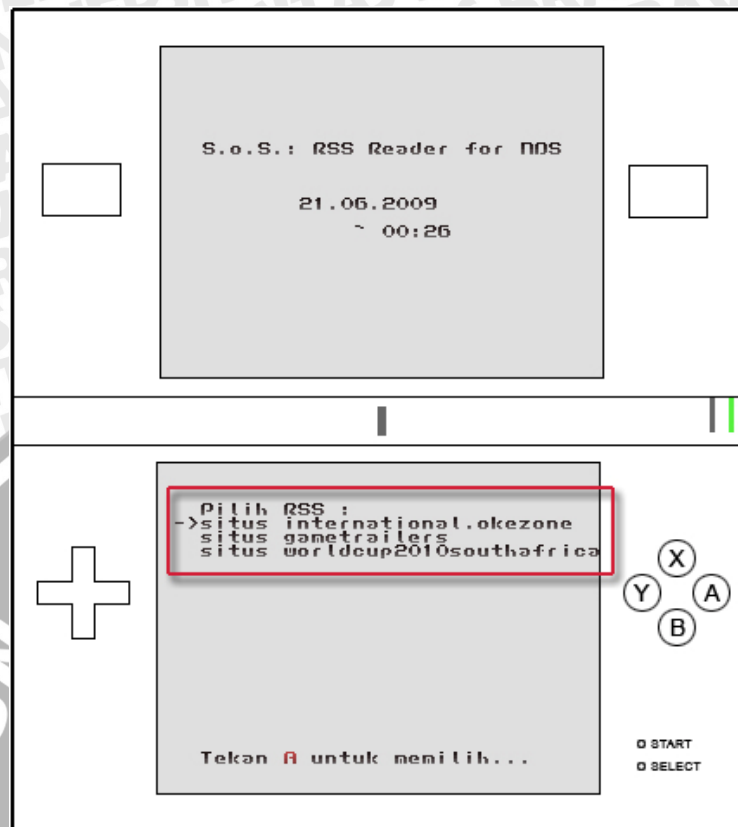 S.o.S.: RSS Reader for NDS
21.06.2009
~ 00:26
Pilih RSS :
->situs international.okezone
situs gametrailers
situs worldcup2010southafrica
X
Y
A
B
Tekan A untuk memilih...
START
SELECT